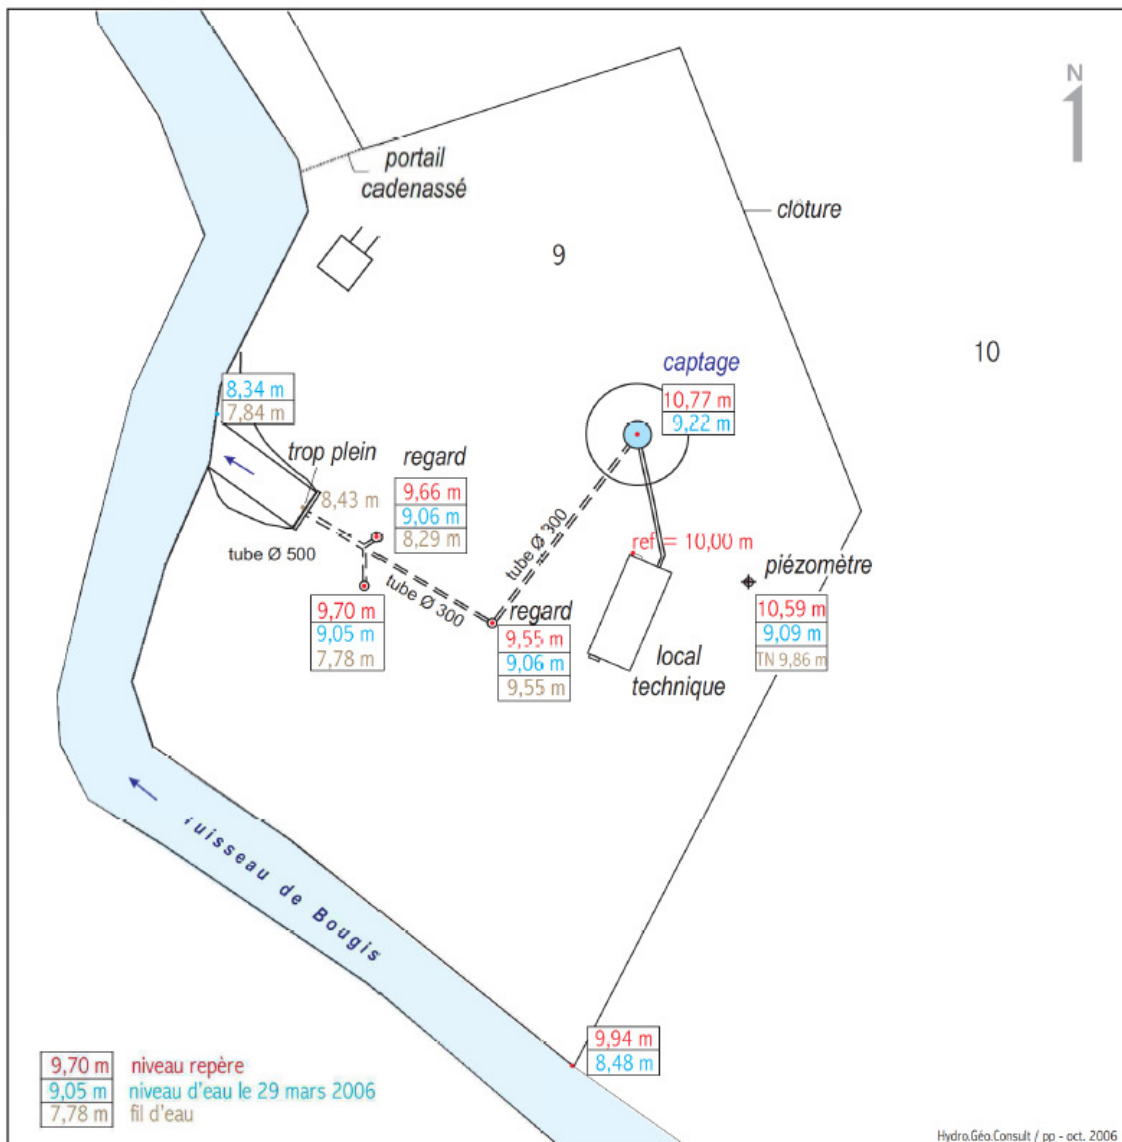 N
portail
cadenassé
clôture
9
10
captage
10,77 m
9,22 m
8,34 m
7,84 m
trop plein
8,43 m
regard
9,66 m
9,06 m
8,29 m
tube Ø 500
tube Ø 300
tube Ø 300
ref = 10,00 m
piézomètre
10,59 m
9,09 m
TN 9,86 m
9,70 m
9,05 m
7,78 m
regard
9,55 m
9,06 m
9,55 m
local
technique
ruisseau de Bougis
9,94 m
8,48 m
9,70 m niveau repère
9,05 m niveau d'eau le 29 mars 2006
7,78 m fil d'eau
Hydro.Géo.Consult / pp - oct. 2006